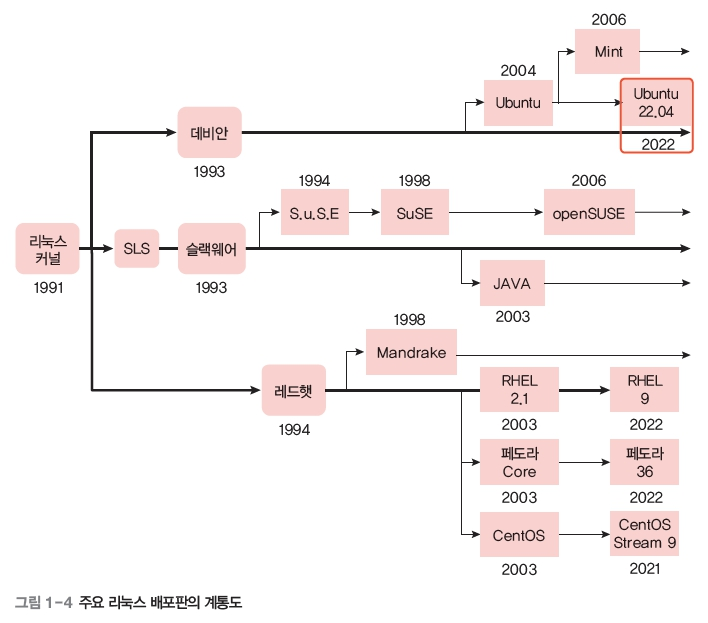 2006
Mint
2004
Ubuntu
Ubuntu
22.04
2022
데비안
1993
1994
S.u.S.E
1998
SuSE
2006
openSUSE
리눅스
커널
1991
SLS
슬랙웨어
1993
JAVA
2003
1998
Mandrake
레드햇
1994
RHEL
2.1
2003
RHEL
9
2022
페도라
Core
2003
페도라
36
2022
CentOS
2003
CentOS
Stream 9
2021
그림 1-4 주요 리눅스 배포판의 계통도